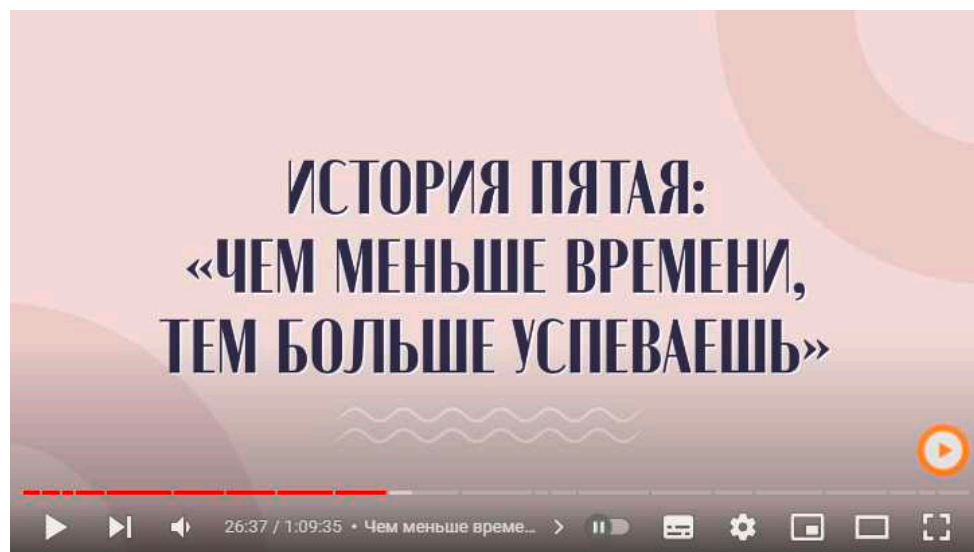 ИСТОРИЯ ПЯТАЯ:
«ЧЕМ МЕНЬШЕ ВРЕМЕНИ,
ТЕМ БОЛЬШЕ УСПЕВАЕШЬ»
26:37 / 1:09:35 • Чем меньше време...